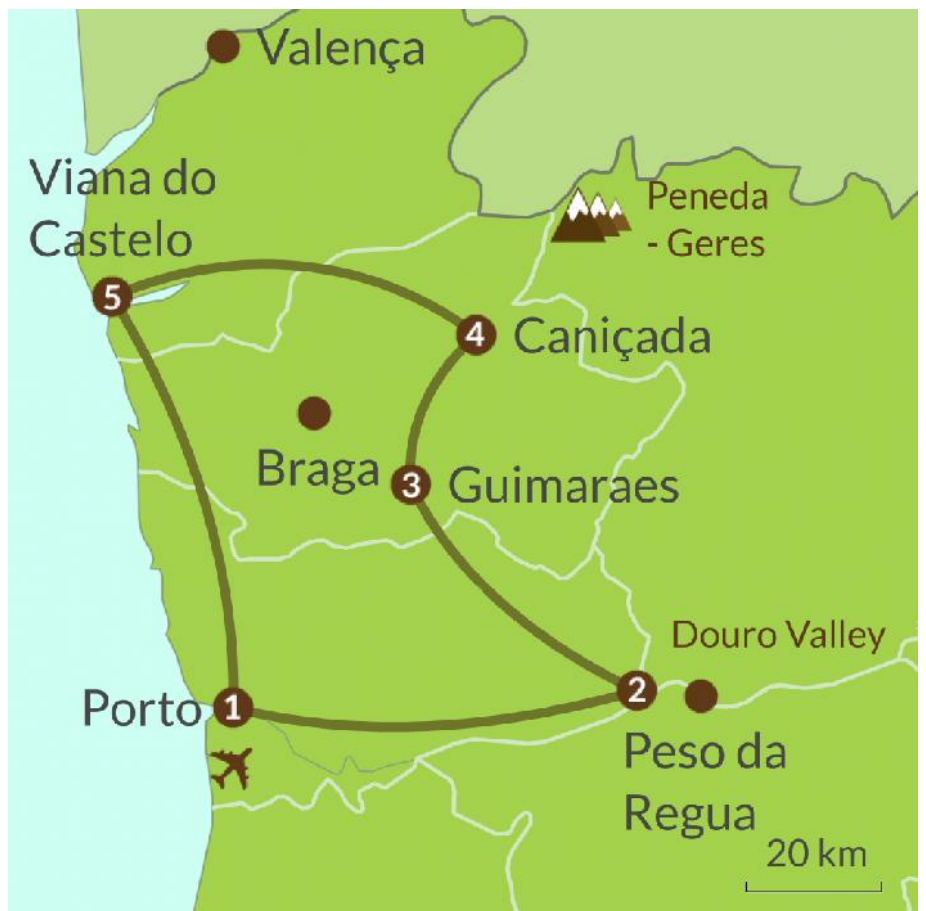 Valença
Viana do
Castelo
Peneda
- Geres
5
4 Caniçada
Braga
3 Guimaraes
Douro Valley
Porto 1
2
Peso da
Regua
20 km